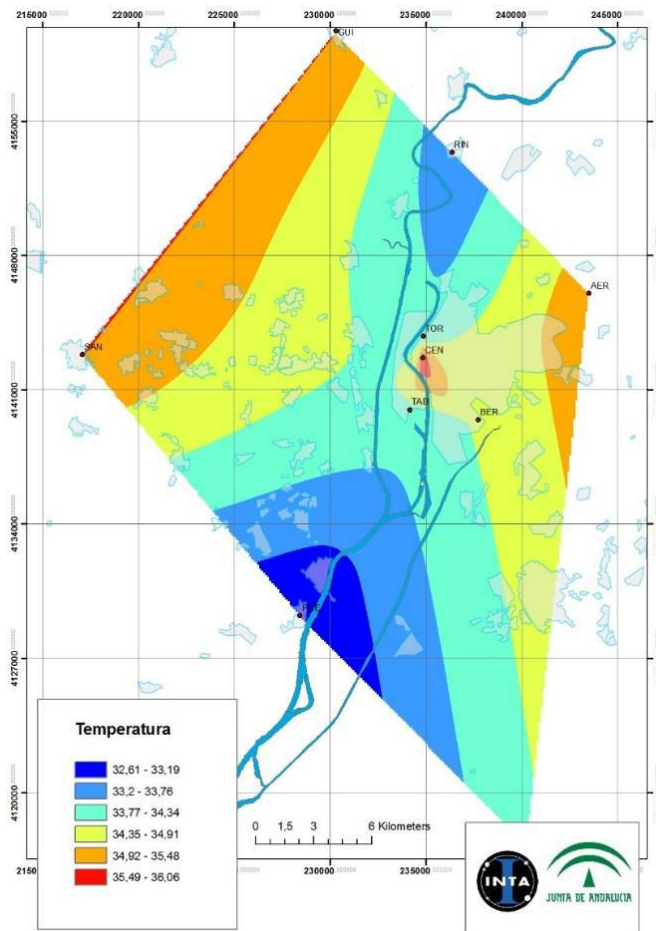 215000 220000 225000 230000 235000 240000 245000
GUI
4155000
RIN
4148000
AER
TOR
SAN
CEN
4141000
TAB
BER
4134000
4127000
Temperatura
32,61 - 33,19
33,2 - 33,76
33,77 - 34,34
34,35 - 34,91
34,92 - 35,48
35,49 - 36,06
4120000
0 1,5 3 6 Kilometers
230000 235000
INTA
JUNTA DE ANDALUCIA